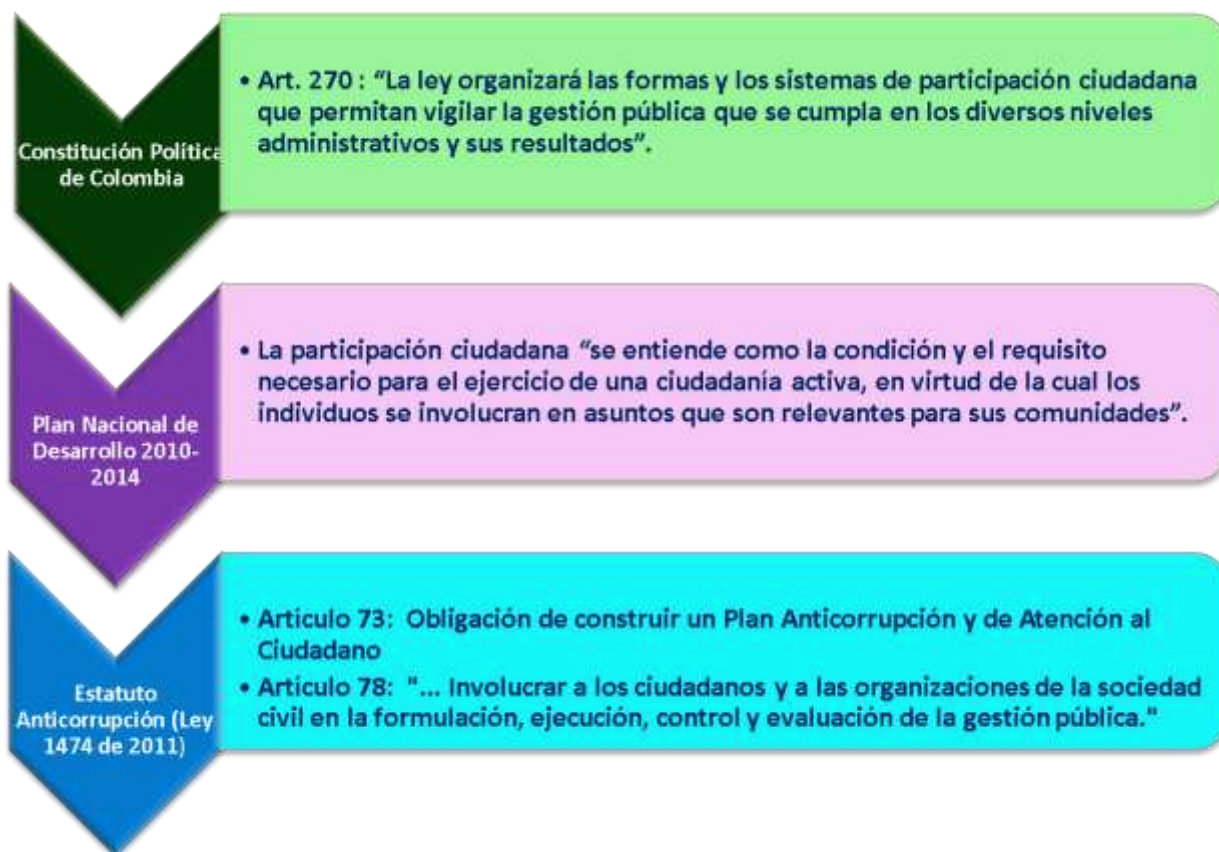 Constitución Política
de Colombia
• Art. 270 : “La ley organizará las formas y los sistemas de participación ciudadana
que permitan vigilar la gestión pública que se cumpla en los diversos niveles
administrativos y sus resultados”.
Plan Nacional de
Desarrollo 2010-
2014
• La participación ciudadana “se entiende como la condición y el requisito
necesario para el ejercicio de una ciudadanía activa, en virtud de la cual los
individuos se involucran en asuntos que son relevantes para sus comunidades”.
Estatuto
Anticorrupción (Ley
1474 de 2011)
• Artículo 73: Obligación de construir un Plan Anticorrupción y de Atención al
Ciudadano
• Artículo 78: "... Involucrar a los ciudadanos y a las organizaciones de la sociedad
civil en la formulación, ejecución, control y evaluación de la gestión pública."